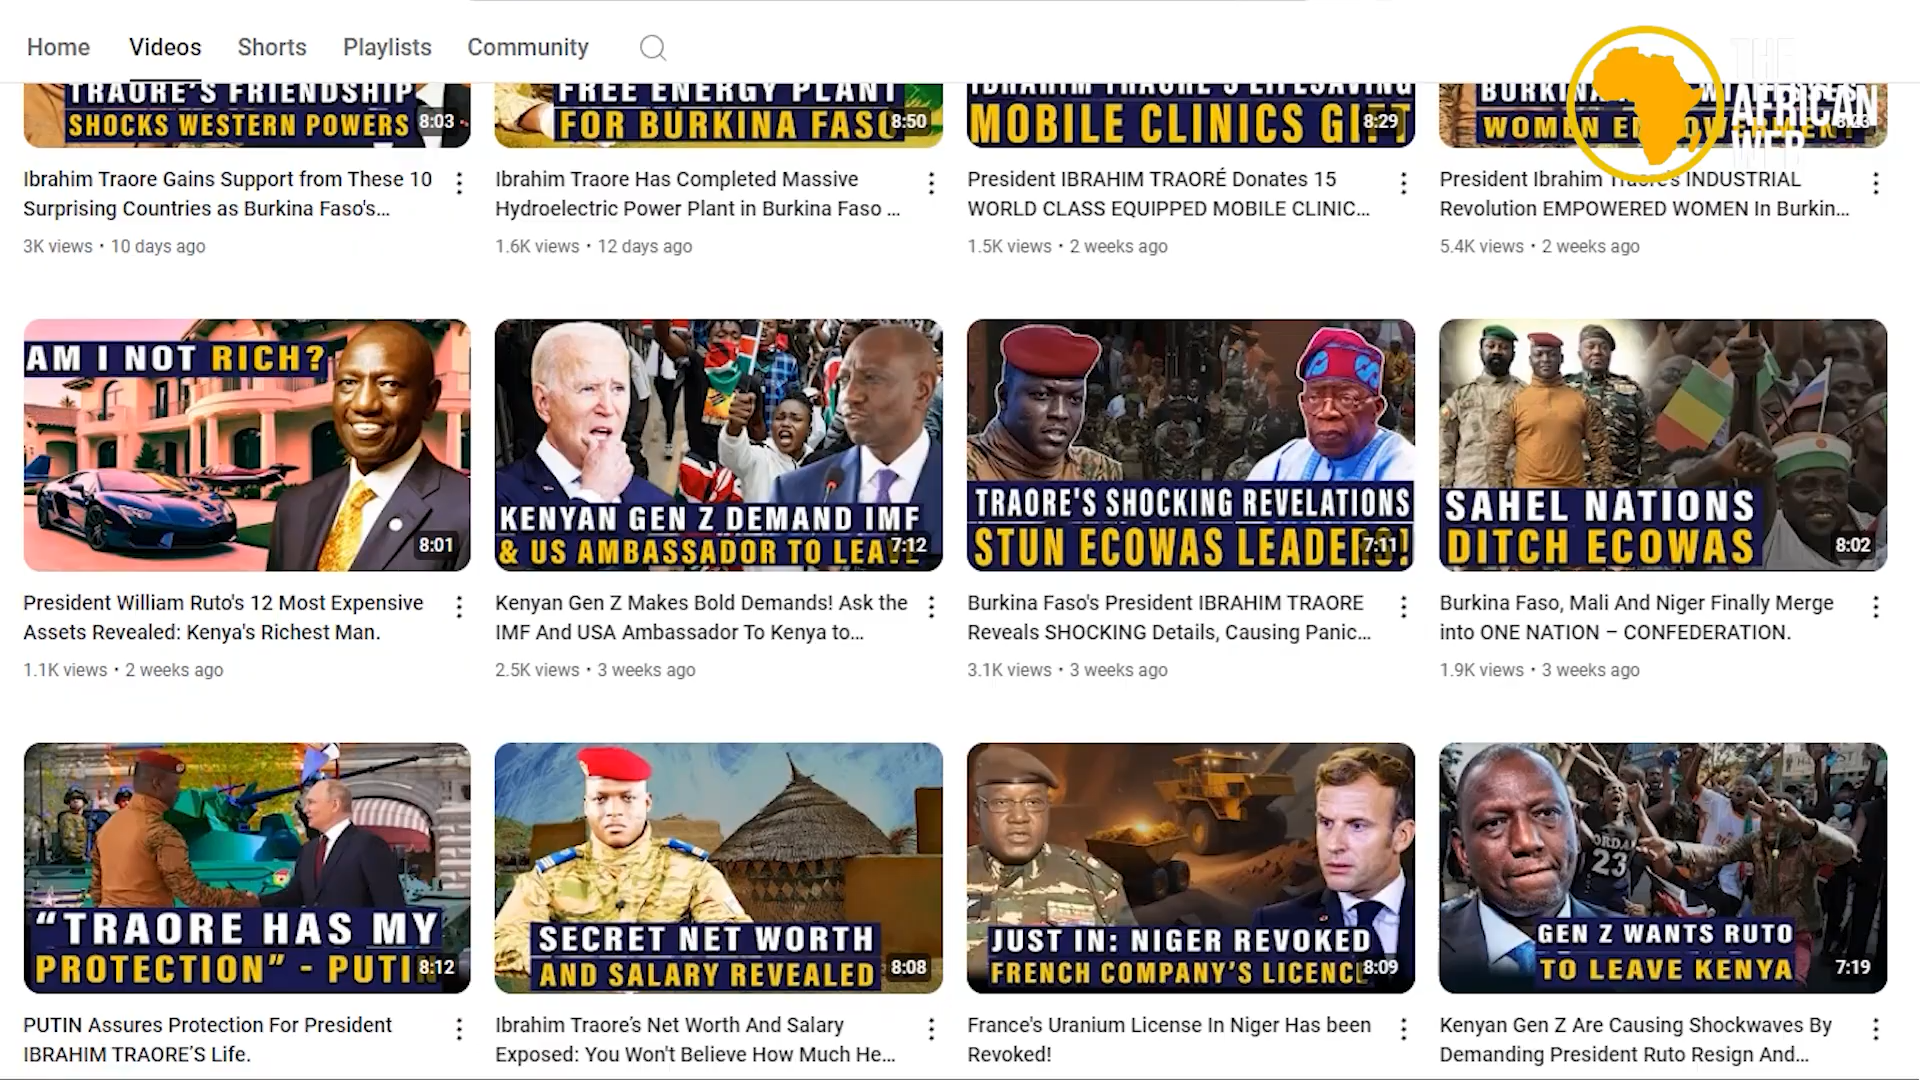 Home Videos Shorts Playlists Community
THE
AFRICAN
WEB
TRAORE'S FRIENDSHIP
SHOCKS WESTERN POWERS
8:03
FREE ENERGY PLANT
FOR BURKINA FASO
8:50
IBRAHIM TRAORE'S LIFESAVING
MOBILE CLINICS GIFT
8:29
WOMEN
Ibrahim Traore Gains Support from These 10
Surprising Countries as Burkina Faso's...
3K views • 10 days ago
Ibrahim Traore Has Completed Massive
Hydroelectric Power Plant in Burkina Faso ...
1.6K views • 12 days ago
President IBRAHIM TRAORÉ Donates 15
WORLD CLASS EQUIPPED MOBILE CLINIC...
1.5K views • 2 weeks ago
President Ibrahim Traore's INDUSTRIAL
Revolution EMPOWERED WOMEN In Burkin...
5.4K views • 2 weeks ago
AM I NOT RICH?
8:01
KENYAN GEN Z DEMAND IMF
& US AMBASSADOR TO LEAVE
7:12
TRAORE'S SHOCKING REVELATIONS
STUN ECOWAS LEADERS!
7:11
SAHEL NATIONS
DITCH ECOWAS
8:02
President William Ruto's 12 Most Expensive
Assets Revealed: Kenya's Richest Man.
1.1K views • 2 weeks ago
Kenyan Gen Z Makes Bold Demands! Ask the
IMF And USA Ambassador To Kenya to...
2.5K views • 3 weeks ago
Burkina Faso's President IBRAHIM TRAORE
Reveals SHOCKING Details, Causing Panic...
3.1K views • 3 weeks ago
Burkina Faso, Mali And Niger Finally Merge
into ONE NATION – CONFEDERATION.
1.9K views • 3 weeks ago
"TRAORE HAS MY
PROTECTION" - PUTIN
8:12
SECRET NET WORTH
AND SALARY REVEALED
8:08
JUST IN: NIGER REVOKED
FRENCH COMPANY'S LICENCE
8:09
23
GEN Z WANTS RUTO
TO LEAVE KENYA
7:19
PUTIN Assures Protection For President
IBRAHIM TRAORE'S Life.
Ibrahim Traore's Net Worth And Salary
Exposed: You Won't Believe How Much He...
France's Uranium License In Niger Has been
Revoked!
Kenyan Gen Z Are Causing Shockwaves By
Demanding President Ruto Resign And...